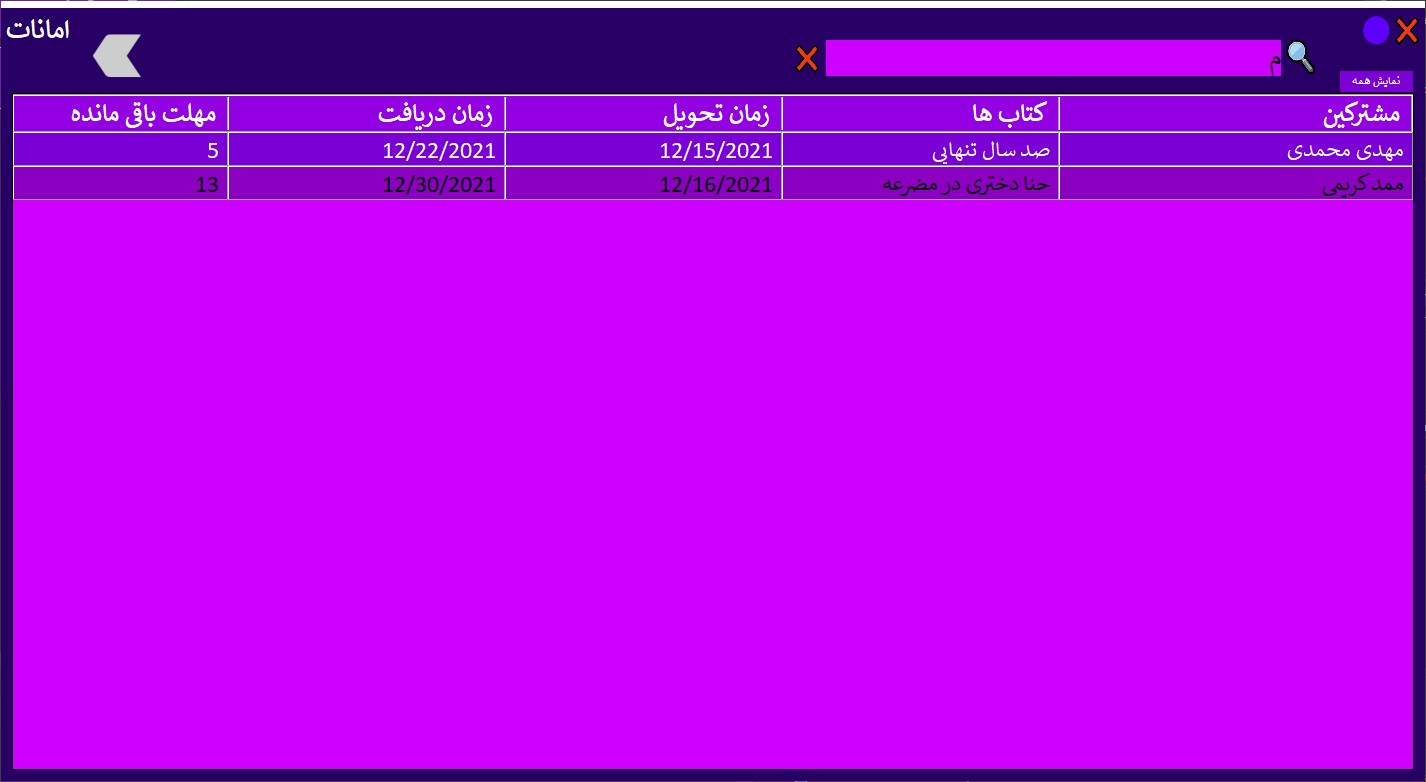 امانات
م
نمایش همه
مشترکین کتاب ها زمان تحویل زمان دریافت مهلت باقی مانده
مهدی محمدی صد سال تنهایی 12/15/2021 12/22/2021 5
ممد کریمی حنا دختری در مضرعه 12/16/2021 12/30/2021 13